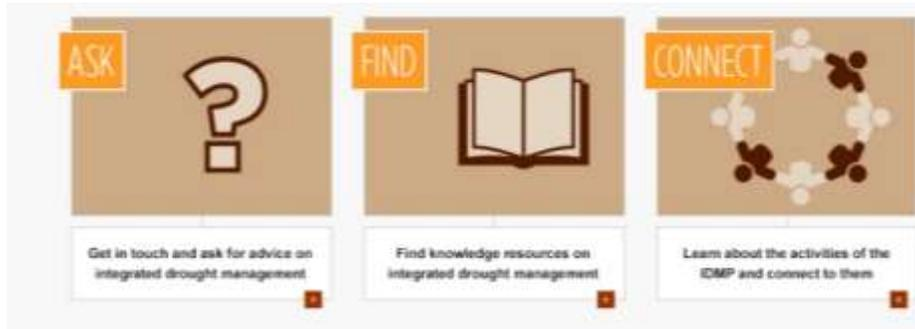 ASK
FIND
CONNECT
Get in touch and ask for advice on
integrated drought management
Find knowledge resources on
integrated drought management
Learn about the activities of the
IDMP and connect to them